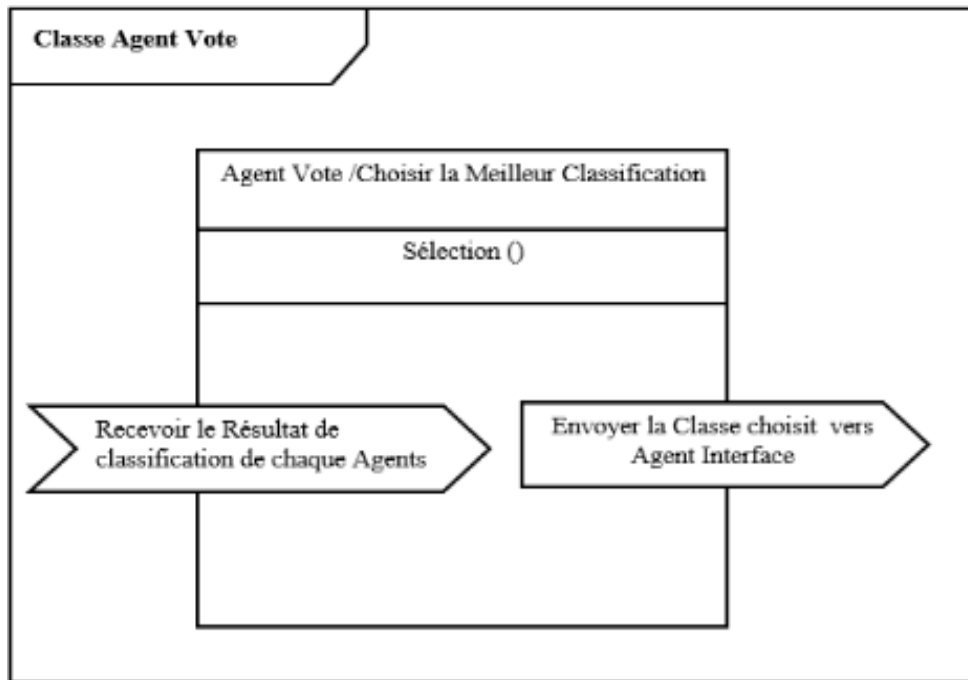 Classe Agent Vote
Agent Vote /Choisir la Meilleur Classification
Sélection ()
Recevoir le Résultat de
classification de chaque Agents
Envoyer la Classe choisit vers
Agent Interface